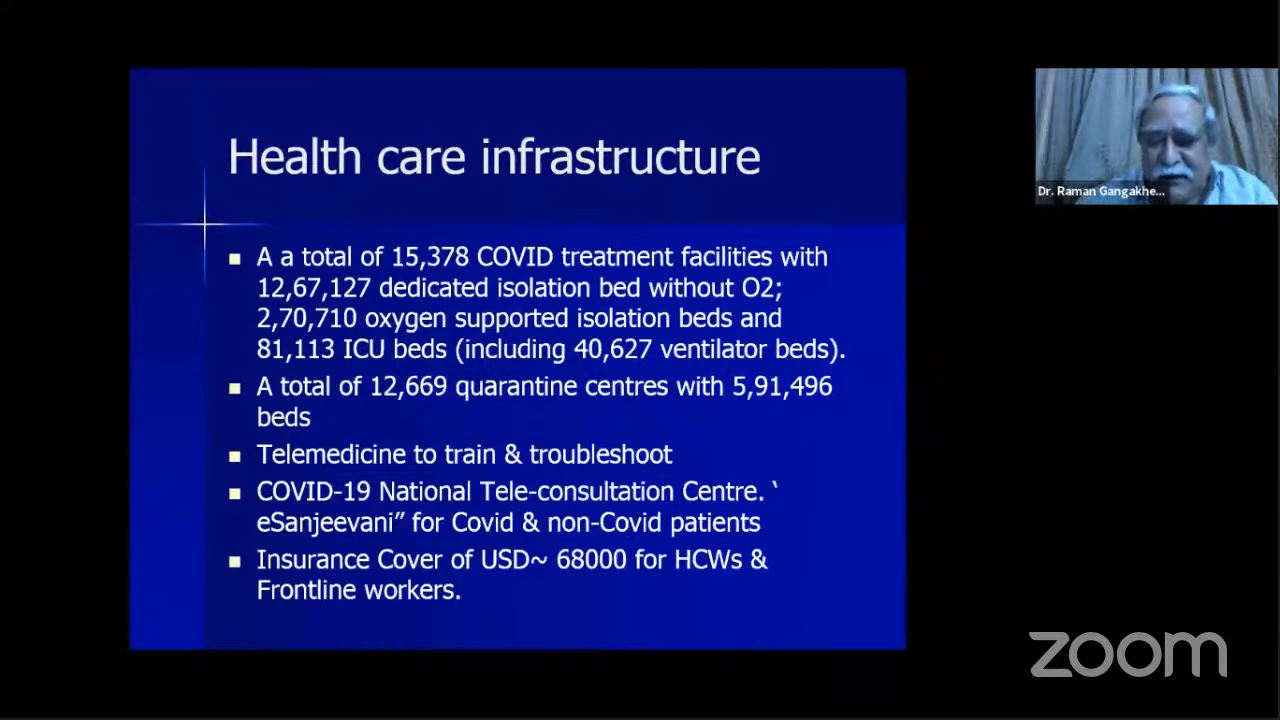 Health care infrastructure
A a total of 15,378 COVID treatment facilities with
12,67,127 dedicated isolation bed without O2;
2,70,710 oxygen supported isolation beds and
81,113 ICU beds (including 40,627 ventilator beds).
A total of 12,669 quarantine centres with 5,91,496
beds
Telemedicine to train & troubleshoot
COVID-19 National Tele-consultation Centre. ‘
eSanjeevani” for Covid & non-Covid patients
Insurance Cover of USD~ 68000 for HCWs &
Frontline workers.
Dr. Raman Gangakhe...
zoom